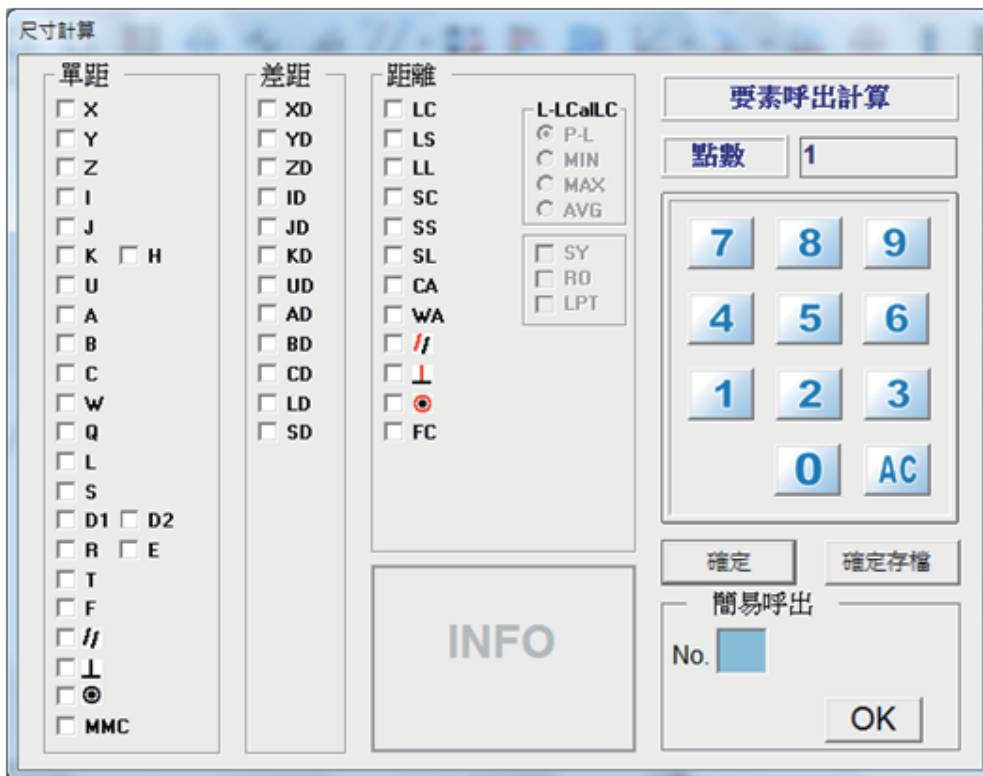 尺寸計算
單距
X
Y
Z
I
J
K H
U
A
B
C
W
Q
L
S
D1 D2
R E
T
F
//
⊥
◎
MMC
差距
XD
YD
ZD
ID
JD
KD
UD
AD
BD
CD
LD
SD
距離
LC
LS
LL
SC
SS
SL
CA
WA
//
⊥
◎
FC
L-LCalLC
P-L
MIN
MAX
AVG
SY
RO
LPT
INFO
要素呼出計算
點數 1
7 8 9
4 5 6
1 2 3
0 AC
確定 確定存檔
簡易呼出
No.
OK